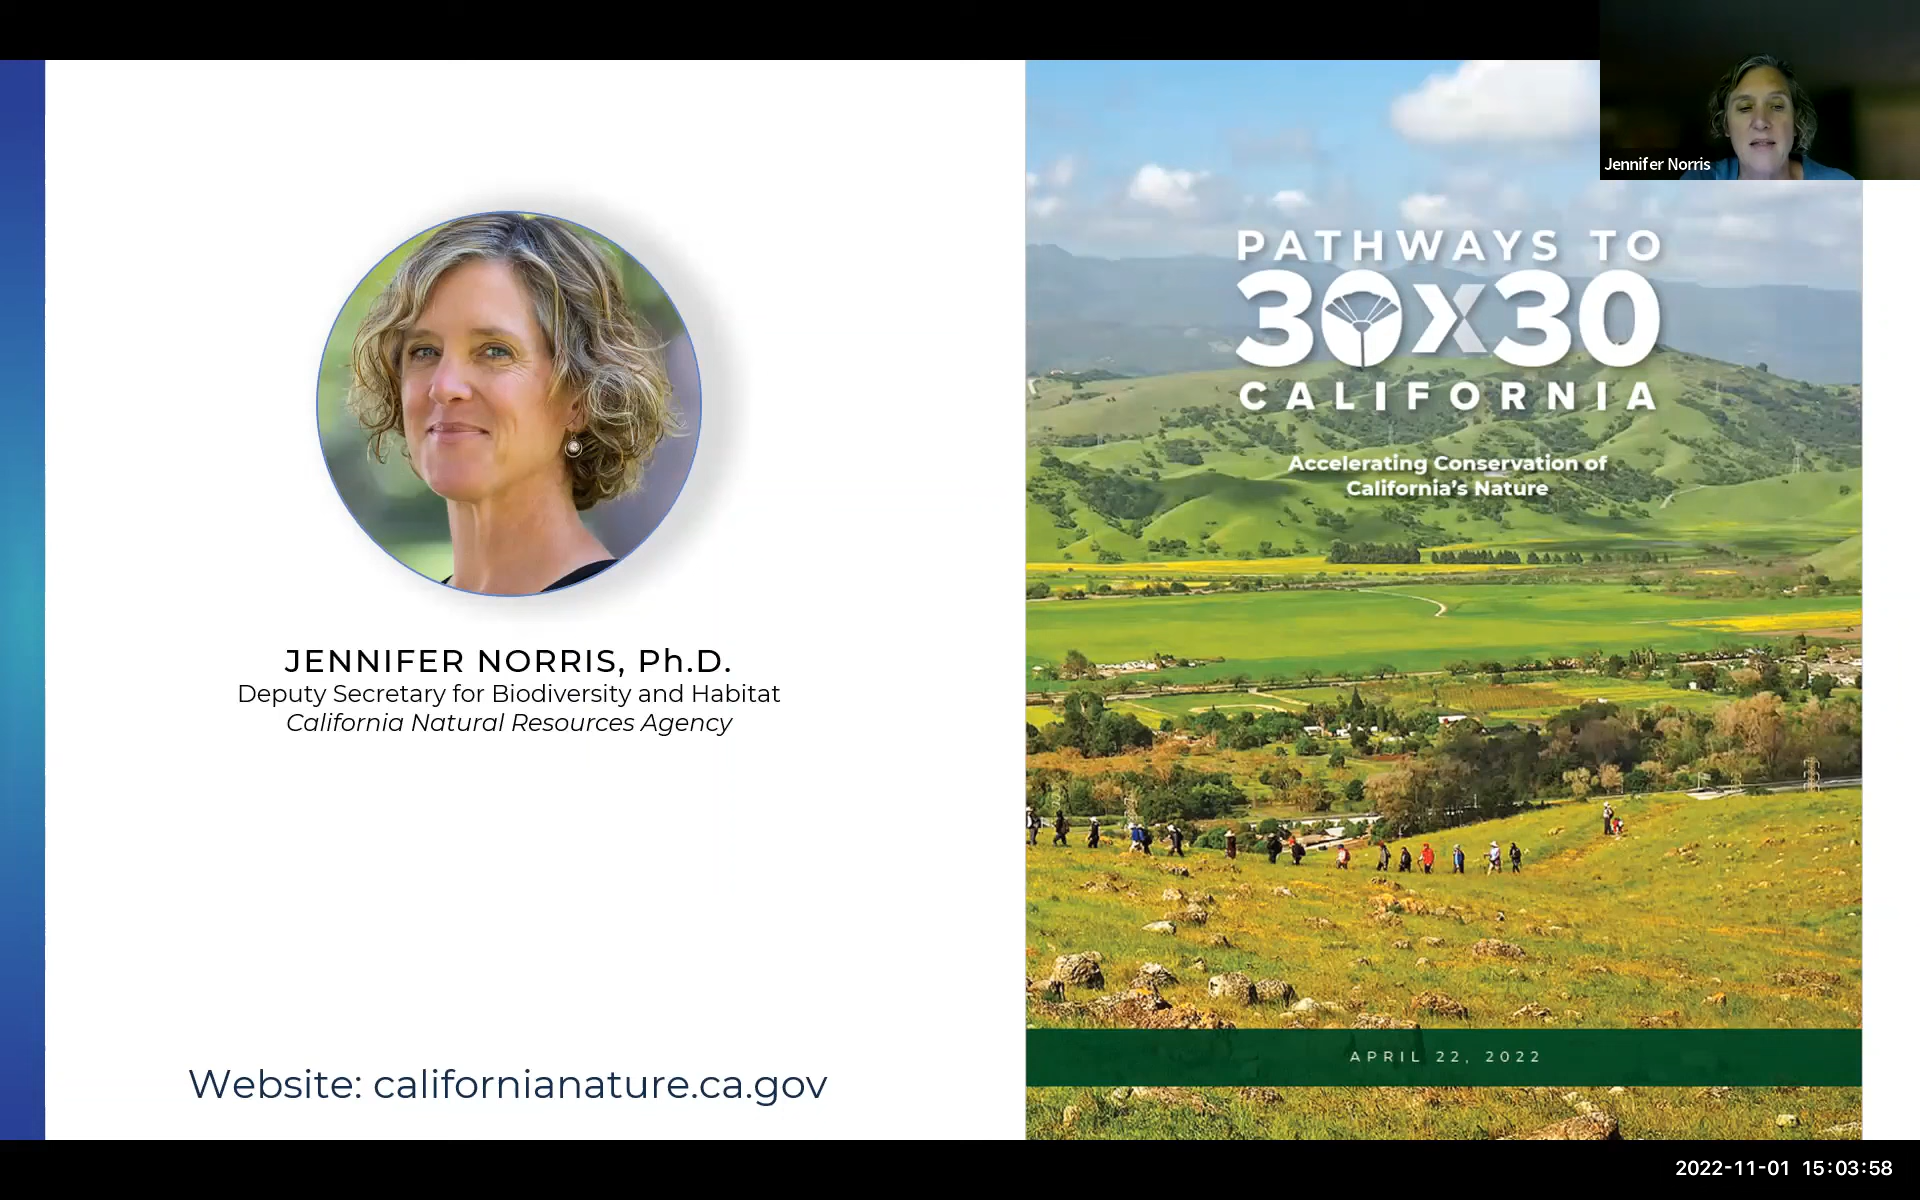 Jennifer Norris
PATHWAYS TO
30X30
CALIFORNIA
Accelerating Conservation of
California's Nature
JENNIFER NORRIS, Ph.D.
Deputy Secretary for Biodiversity and Habitat
California Natural Resources Agency
Website: californianature.ca.gov
APRIL 22, 2022
2022-11-01 15:03:58